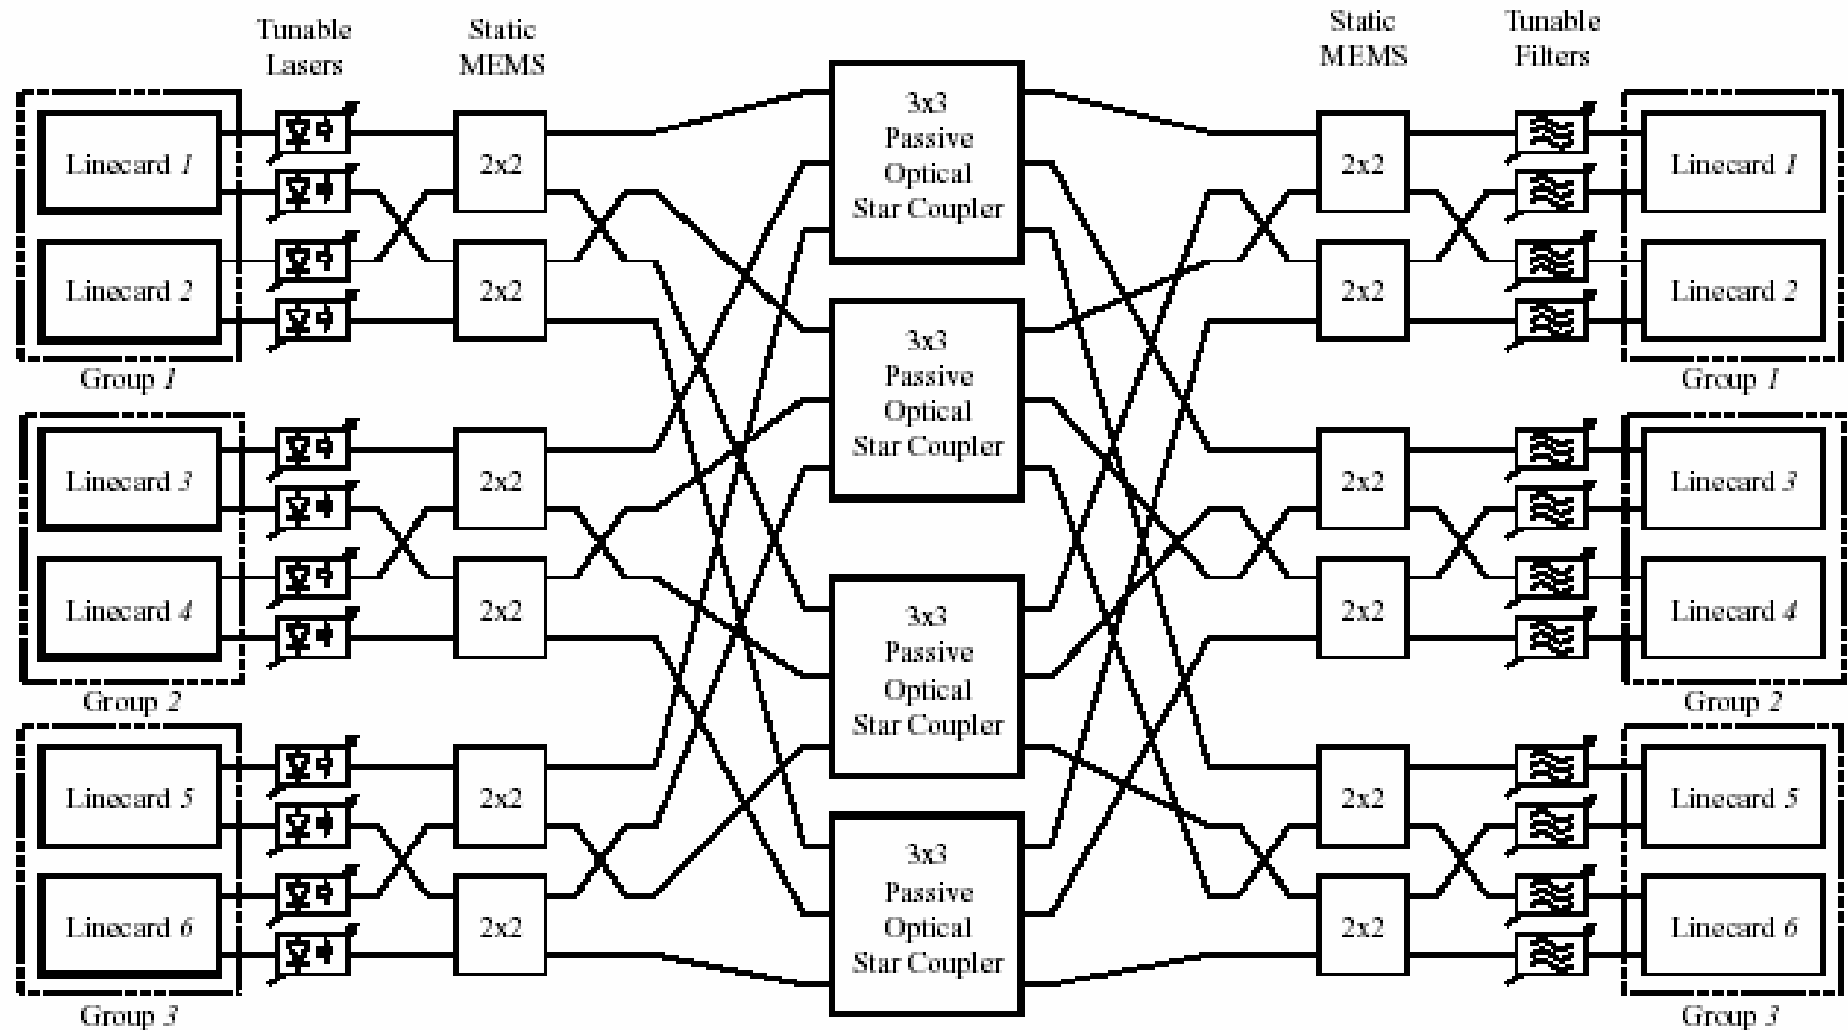 Tunable
Lasers
Static
MEMS
Static
MEMS
Tunable
Filters
Linecard 1
Linecard 2
Group 1
Linecard 3
Linecard 4
Group 2
Linecard 5
Linecard 6
Group 3
2x2
2x2
2x2
2x2
2x2
2x2
3x3
Passive
Optical
Star Coupler
3x3
Passive
Optical
Star Coupler
3x3
Passive
Optical
Star Coupler
3x3
Passive
Optical
Star Coupler
2x2
2x2
2x2
2x2
2x2
2x2
Linecard 1
Linecard 2
Group 1
Linecard 3
Linecard 4
Group 2
Linecard 5
Linecard 6
Group 3